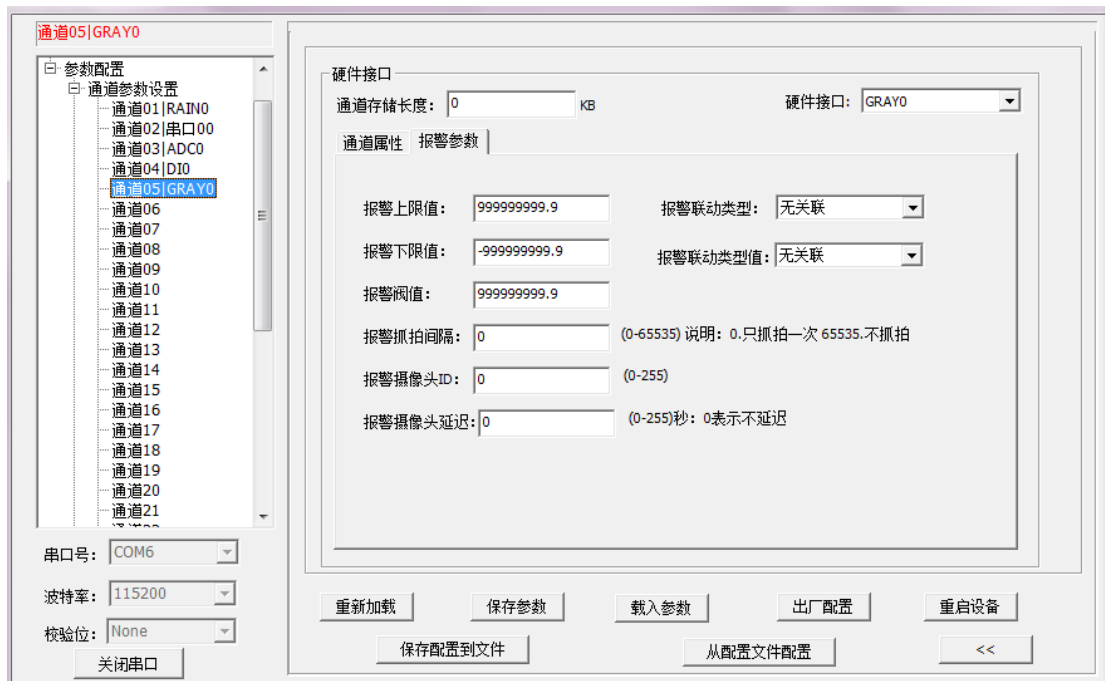 通道05|GRAY0
参数配置
通道参数设置
通道01|RAIN0
通道02|串口00
通道03|ADC0
通道04|DI0
通道05|GRAY0
通道06
通道07
通道08
通道09
通道10
通道11
通道12
通道13
通道14
通道15
通道16
通道17
通道18
通道19
通道20
通道21
串口号: COM6
波特率: 115200
校验位: None
关闭串口
硬件接口
通道存储长度: 0 KB 硬件接口: GRAY0
通道属性 报警参数
报警上限值: 999999999.9 报警联动类型: 无关联
报警下限值: -999999999.9 报警联动类型值: 无关联
报警阀值: 999999999.9
报警抓拍间隔: 0 (0-65535) 说明: 0.只抓拍一次 65535.不抓拍
报警摄像头ID: 0 (0-255)
报警摄像头延迟: 0 (0-255)秒: 0表示不延迟
重新加载 保存参数 载入参数 出厂配置 重启设备
保存配置到文件 从配置文件配置 <<